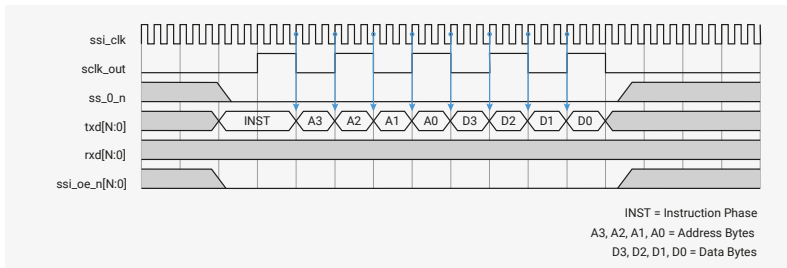 ssi_clk
sclk_out
ss_0_n
txd[N:0] INST A3 A2 A1 A0 D3 D2 D1 D0
rxd[N:0]
ssi_oe_n[N:0]
INST = Instruction Phase
A3, A2, A1, A0 = Address Bytes
D3, D2, D1, D0 = Data Bytes